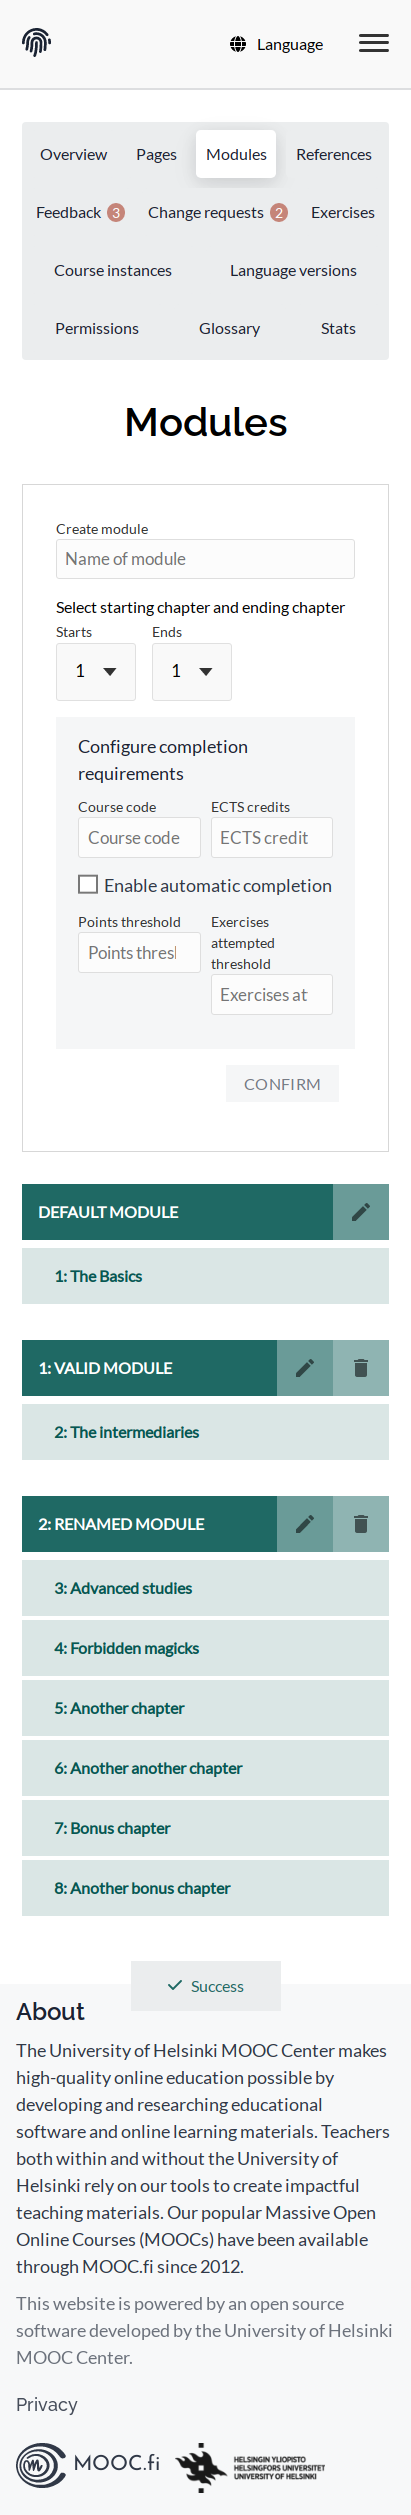 Language
Overview Pages Modules References
Feedback 3 Change requests 2 Exercises
Course instances Language versions
Permissions Glossary Stats
Modules
Create module
Name of module
Select starting chapter and ending chapter
Starts Ends
1 1
Configure completion
requirements
Course code ECTS credits
Course code ECTS credit
Enable automatic completion
Points threshold Exercises
attempted
threshold
Points thres
Exercises at
CONFIRM
DEFAULT MODULE
1: The Basics
1: VALID MODULE
2: The intermediaries
2: RENAMED MODULE
3: Advanced studies
4: Forbidden magicks
5: Another chapter
6: Another another chapter
7: Bonus chapter
8: Another bonus chapter
Success
About
The University of Helsinki MOOC Center makes
high-quality online education possible by
developing and researching educational
software and online learning materials. Teachers
both within and without the University of
Helsinki rely on our tools to create impactful
teaching materials. Our popular Massive Open
Online Courses (MOOCs) have been available
through MOOC.fi since 2012.
This website is powered by an open source
software developed by the University of Helsinki
MOOC Center.
Privacy
MOOC.fi
HELSINGIN YLIOPISTO
HELSINGFORS UNIVERSITET
UNIVERSITY OF HELSINKI